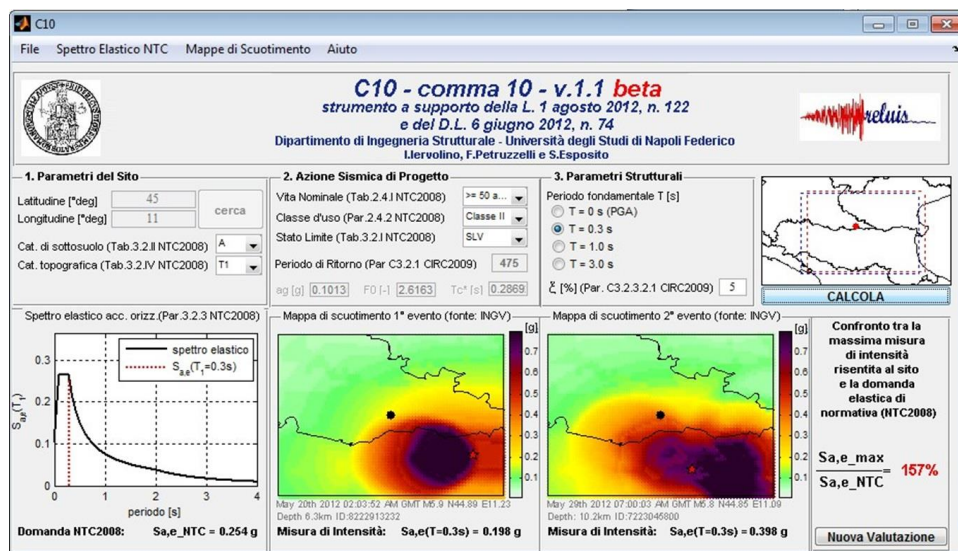 C10
File Spettro Elastico NTC Mappe di Scuotimento Aiuto
C10 - comma 10 - v.1.1 beta
strumento a supporto della L. 1 agosto 2012, n. 122
e del D.L. 6 giugno 2012, n. 74
Dipartimento di Ingegneria Strutturale - Università degli Studi di Napoli Federico
I.Iervolino, F.Petruzzelli e S.Esposito
reluis
1. Parametri del Sito
Latitudine [°deg] 45
Longitudine [°deg] 11
cerca
Cat. di sottosuolo (Tab.3.2.II NTC2008) A
Cat. topografica (Tab.3.2.IV NTC2008) T1
2. Azione Sismica di Progetto
Vita Nominale (Tab.2.4.I NTC2008) >= 50 a...
Classe d'uso (Par.2.4.2 NTC2008) Classe II
Stato Limite (Tab.3.2.I NTC2008) SLV
Periodo di Ritorno (Par C3.2.1 CIRC2009) 475
ag [g] 0.1013 F0 [-] 2.6163 Tc* [s] 0.2869
3. Parametri Strutturali
Periodo fondamentale T [s]
T = 0 s (PGA)
T = 0.3 s
T = 1.0 s
T = 3.0 s
ξ [%] (Par. C3.2.3.2.1 CIRC2009) 5
CALCOLA
Spettro elastico acc. orizz.(Par.3.2.3 NTC2008)
spettro elastico
Sa,e(T1=0.3s)
Sa,e(T1)
0.3
0.2
0.1
0
0 1 2 3 4
periodo [s]
Domanda NTC2008: Sa,e_NTC = 0.254 g
Mappa di scuotimento 1° evento (fonte: INGV)
[g]
0.7
0.5
0.4
0.3
0.1
May 20th 2012 02:03:52 AM GMT M5.9 N44.89 E11.23
Depth 6.3km ID:8222913232
Misura di Intensità: Sa,e(T=0.3s) = 0.198 g
Mappa di scuotimento 2° evento (fonte: INGV)
[g]
0.7
0.5
0.4
0.3
0.1
May 29th 2012 07:00:03 AM GMT M5.8 N44.85 E11.09
Depth: 10.2km ID:7223045800
Misura di Intensità: Sa,e(T=0.3s) = 0.398 g
Confronto tra la
massima misura
di intensità
risentita al sito
e la domanda
elastica di
normativa (NTC2008)
Sa,e_max
Sa,e_NTC
= 157%
Nuova Valutazione